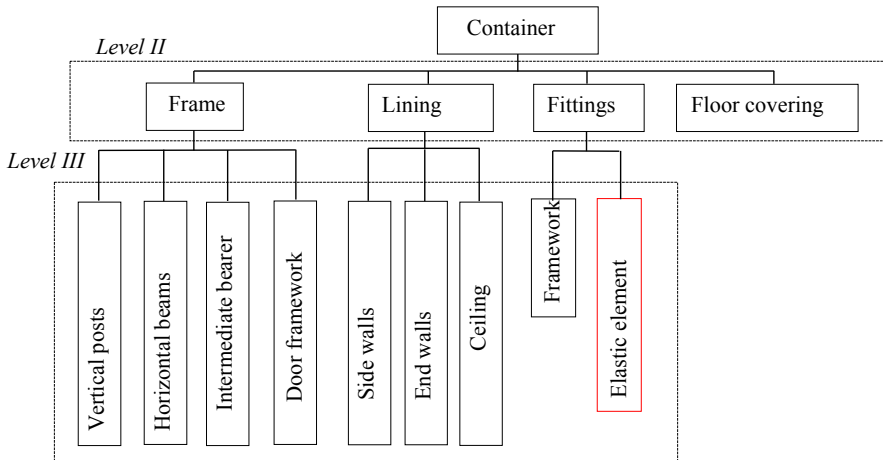 Container
Level II
Frame
Lining
Fittings
Floor covering
Level III
Vertical posts
Horizontal beams
Intermediate bearer
Door framework
Side walls
End walls
Ceiling
Framework
Elastic element